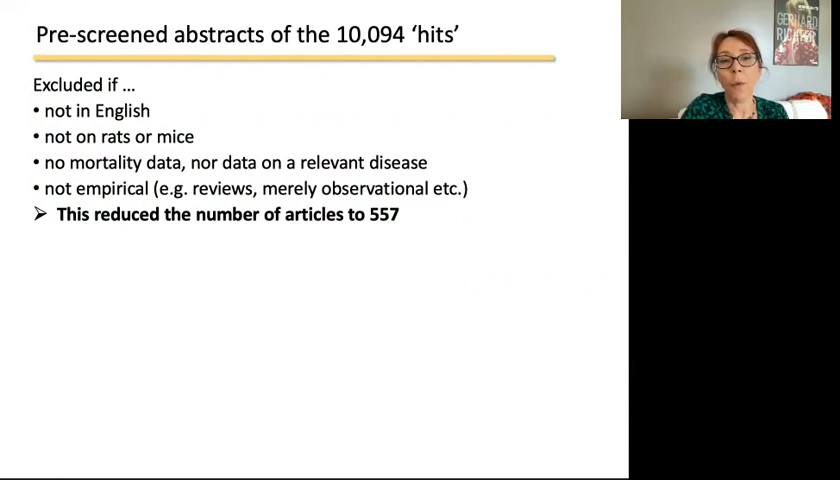 Pre-screened abstracts of the 10,094 ‘hits’
Excluded if …
• not in English
• not on rats or mice
• no mortality data, nor data on a relevant disease
• not empirical (e.g. reviews, merely observational etc.)
➢ This reduced the number of articles to 557
GERHARD
RICHTER